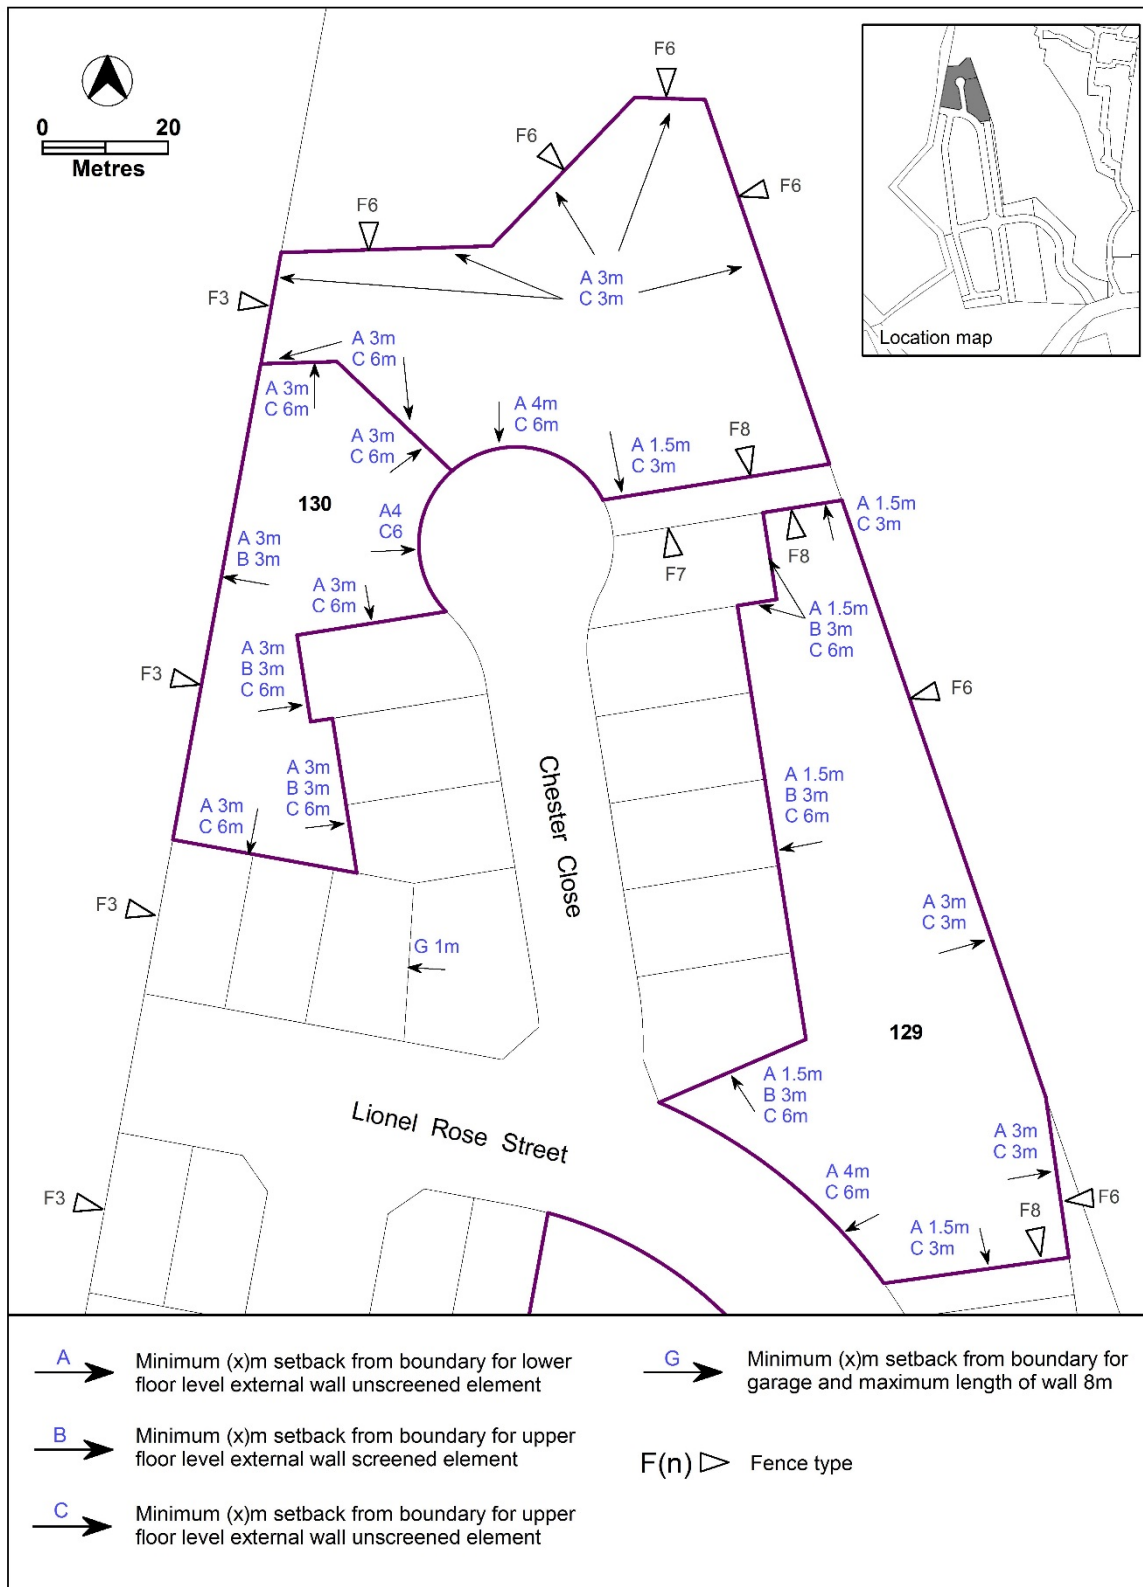 F6
0 20
Metres
F6
F6
F6
A 3m
C 3m
F3
Location map
A 3m
C 6m
A 3m
C 6m
A 3m
C 6m
A 4m
C 6m
A 1.5m
C 3m
F8
130
A4
C6
A 3m
B 3m
A 1.5m
C 3m
F8
F7
A 3m
C 6m
A 1.5m
B 3m
C 6m
A 3m
B 3m
C 6m
F3
F6
A 3m
B 3m
C 6m
A 3m
C 6m
Chester Close
A 1.5m
B 3m
C 6m
F3
A 3m
C 3m
G 1m
129
A 1.5m
B 3m
C 6m
Lionel Rose Street
A 3m
C 3m
A 4m
C 6m
F3
F6
F8
A 1.5m
C 3m
A
Minimum (x)m setback from boundary for lower
floor level external wall unscreened element
B
Minimum (x)m setback from boundary for upper
floor level external wall screened element
C
Minimum (x)m setback from boundary for upper
floor level external wall unscreened element
G
Minimum (x)m setback from boundary for
garage and maximum length of wall 8m
F(n)
Fence type